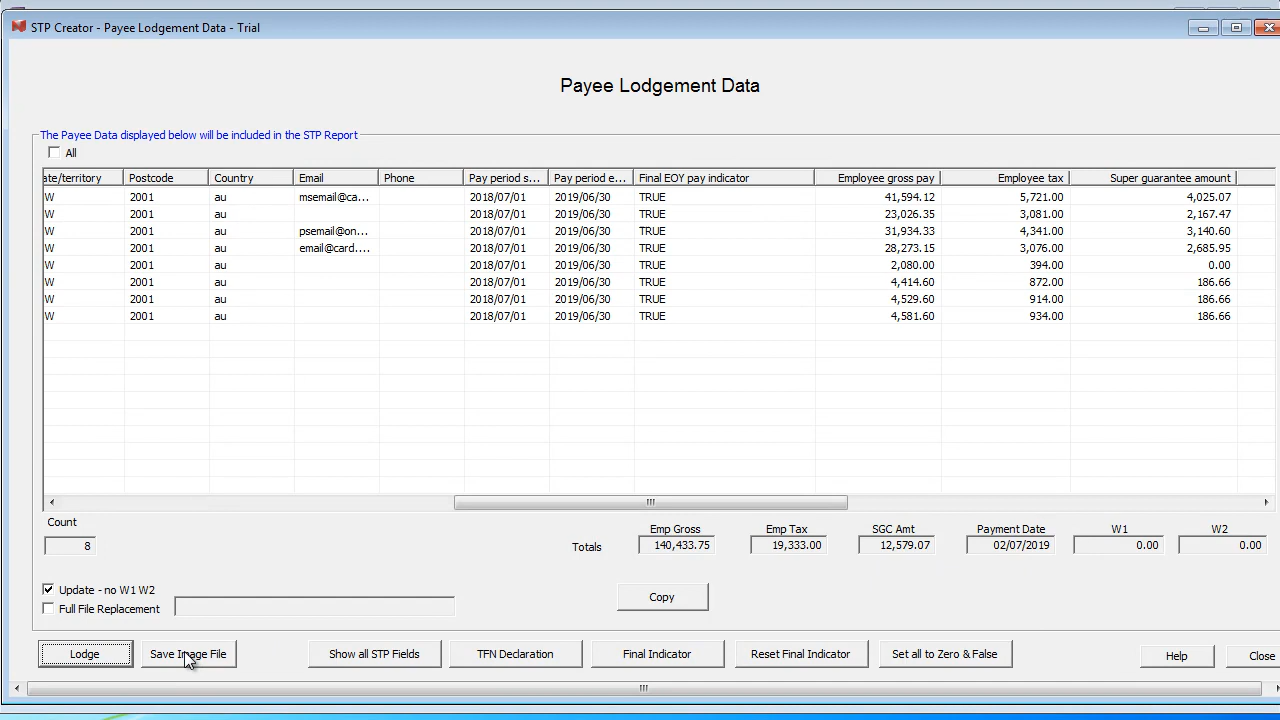 STP Creator - Payee Lodgement Data - Trial
Payee Lodgement Data
The Payee Data displayed below will be included in the STP Report
All
ate/territory Postcode Country Email Phone Pay period s... Pay period e... Final EOY pay indicator Employee gross pay Employee tax Super guarantee amount
W 2001 au msemail@ca... 2018/07/01 2019/06/30 TRUE 41,594.12 5,721.00 4,025.07
W 2001 au 2018/07/01 2019/06/30 TRUE 23,026.35 3,081.00 2,167.47
W 2001 au psemail@on... 2018/07/01 2019/06/30 TRUE 31,934.33 4,341.00 3,140.60
W 2001 au email@card.... 2018/07/01 2019/06/30 TRUE 28,273.15 3,076.00 2,685.95
W 2001 au 2018/07/01 2019/06/30 TRUE 2,080.00 394.00 0.00
W 2001 au 2018/07/01 2019/06/30 TRUE 4,414.60 872.00 186.66
W 2001 au 2018/07/01 2019/06/30 TRUE 4,529.60 914.00 186.66
W 2001 au 2018/07/01 2019/06/30 TRUE 4,581.60 934.00 186.66
Count
Emp Gross Emp Tax SGC Amt Payment Date W1 W2
8 Totals 140,433.75 19,333.00 12,579.07 02/07/2019 0.00 0.00
Update - no W1 W2
Full File Replacement
Copy
Lodge Save Image File Show all STP Fields TFN Declaration Final Indicator Reset Final Indicator Set all to Zero & False Help Close